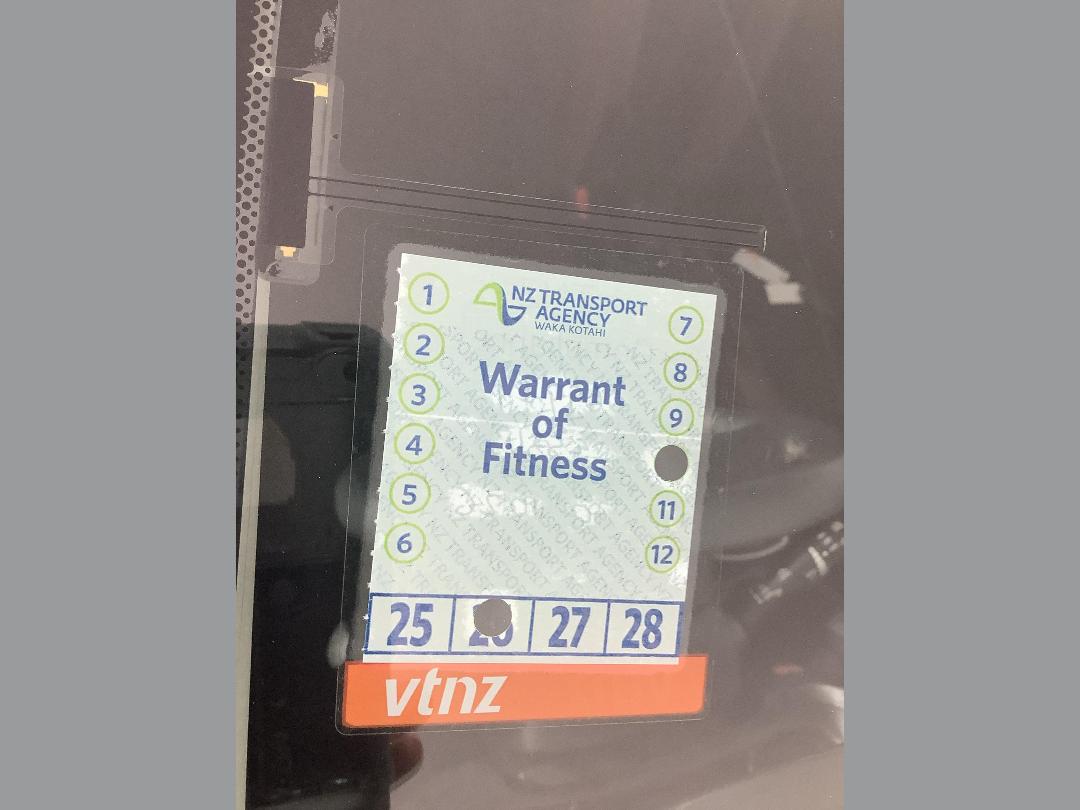 NZ TRANSPORT
AGENCY
WAKA KOTAHI
1
2
3
4
5
6
7
8
9
11
12
Warrant
of
Fitness
25 27 28
vtnz